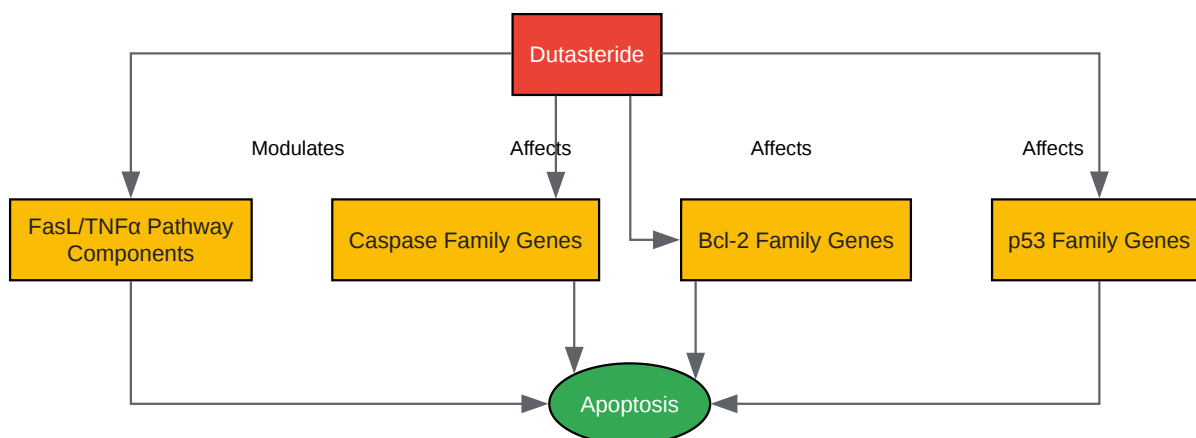 Dutasteride
Modulates
Affects
Affects
Affects
FasL/TNFα Pathway
Components
Caspase Family Genes
Bcl-2 Family Genes
p53 Family Genes
Apoptosis